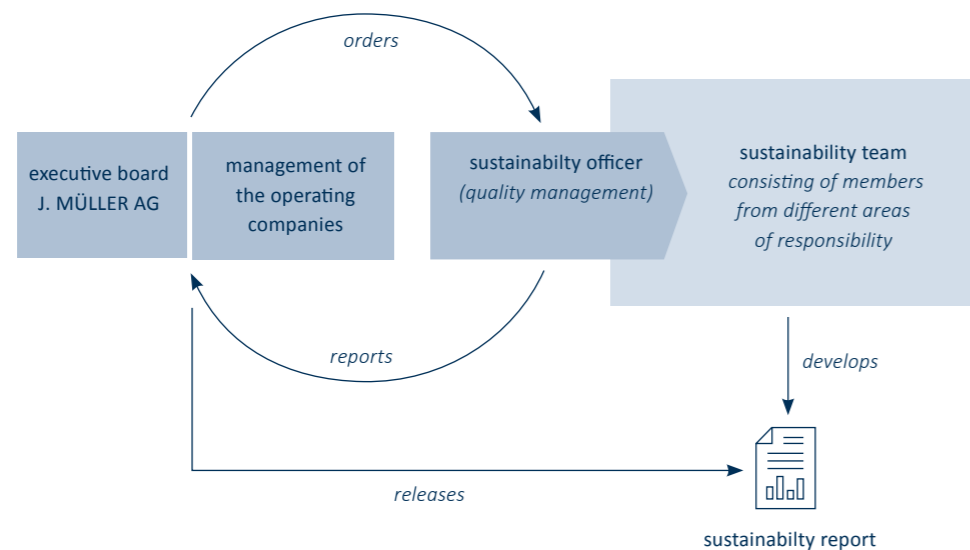 orders
executive board
J. MÜLLER AG
management of
the operating
companies
sustainabilty officer
(quality management)
sustainability team
consisting of members
from different areas
of responsibility
reports
develops
releases
sustainabilty report